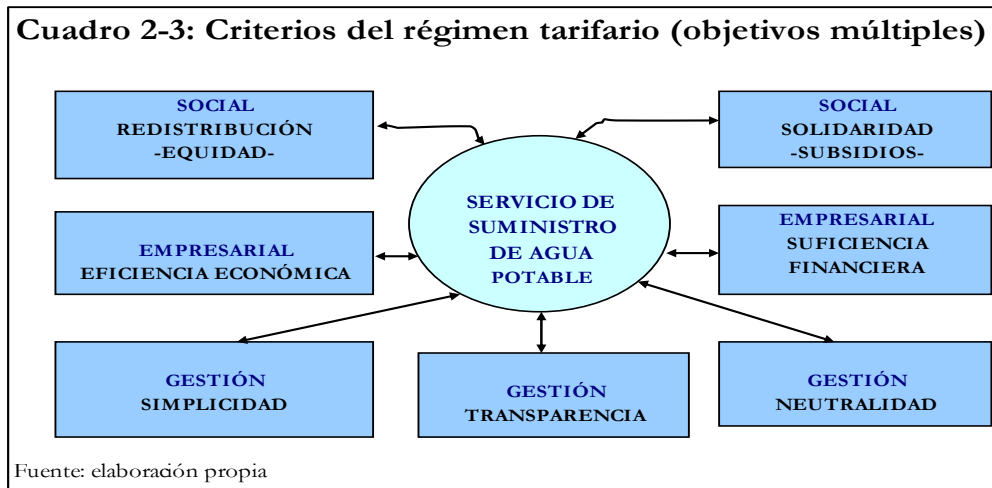 Cuadro 2-3: Criterios del régimen tarifario (objetivos múltiples)
SOCIAL
REDISTRIBUCIÓN
-EQUIDAD-
SOCIAL
SOLIDARIDAD
-SUBSIDIOS-
SERVICIO DE
SUMINISTRO
DE AGUA
POTABLE
EMPRESARIAL
EFICIENCIA ECONÓMICA
EMPRESARIAL
SUFICIENCIA
FINANCIERA
GESTIÓN
SIMPLICIDAD
GESTIÓN
TRANSPARENCIA
GESTIÓN
NEUTRALIDAD
Fuente: elaboración propia